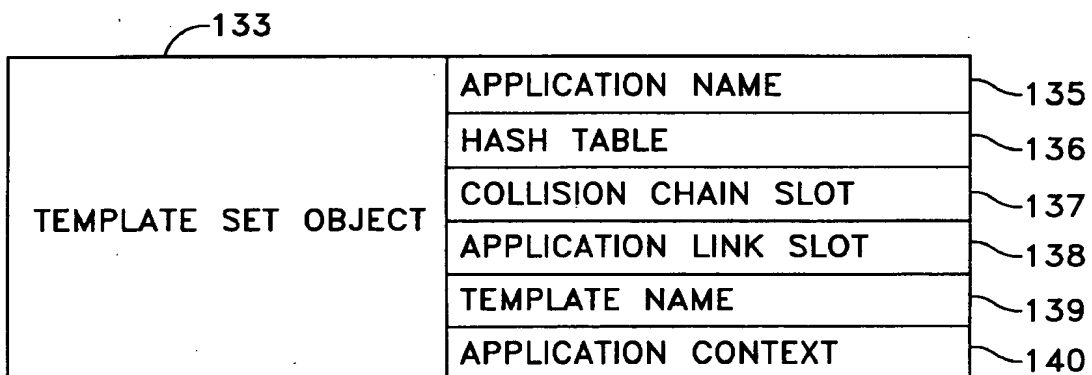 133
APPLICATION NAME
135
HASH TABLE
136
COLLISION CHAIN SLOT
137
TEMPLATE SET OBJECT
APPLICATION LINK SLOT
138
TEMPLATE NAME
139
APPLICATION CONTEXT
140